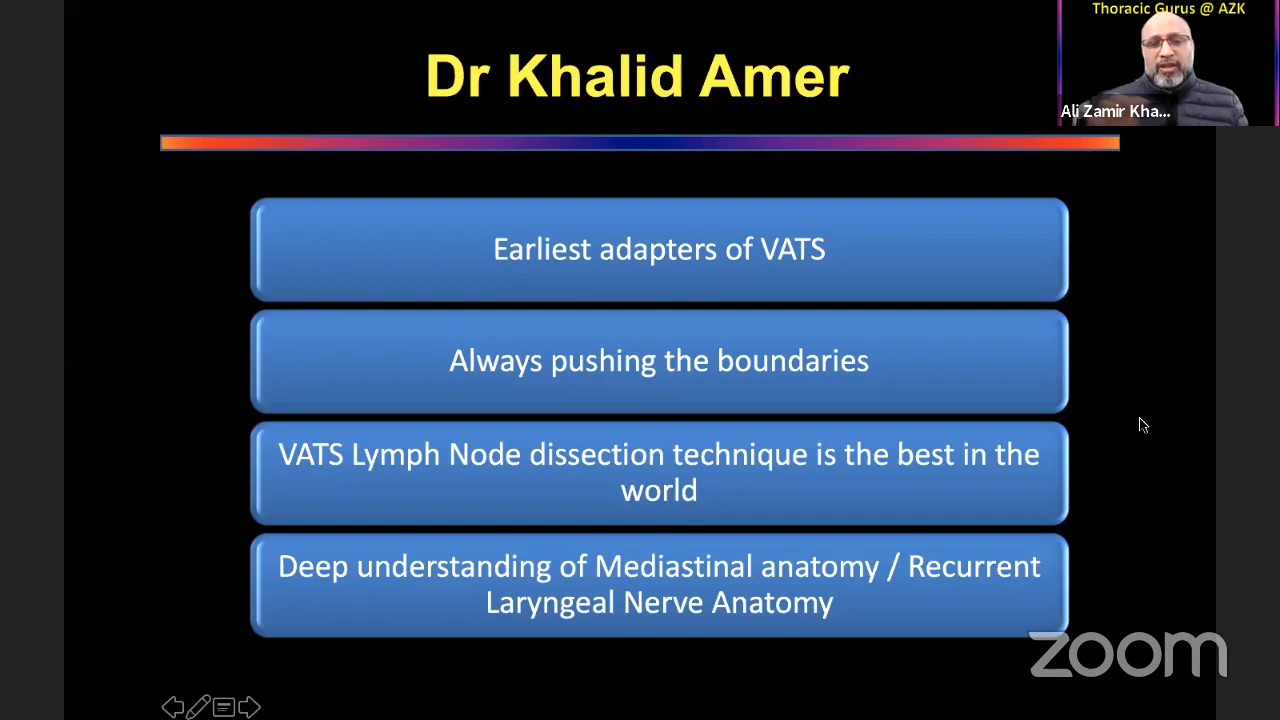 Thoracic Gurus @ AZK
Dr Khalid Amer
Ali Zamir Kha...
Earliest adapters of VATS
Always pushing the boundaries
VATS Lymph Node dissection technique is the best in the
world
Deep understanding of Mediastinal anatomy / Recurrent
Laryngeal Nerve Anatomy
zoom